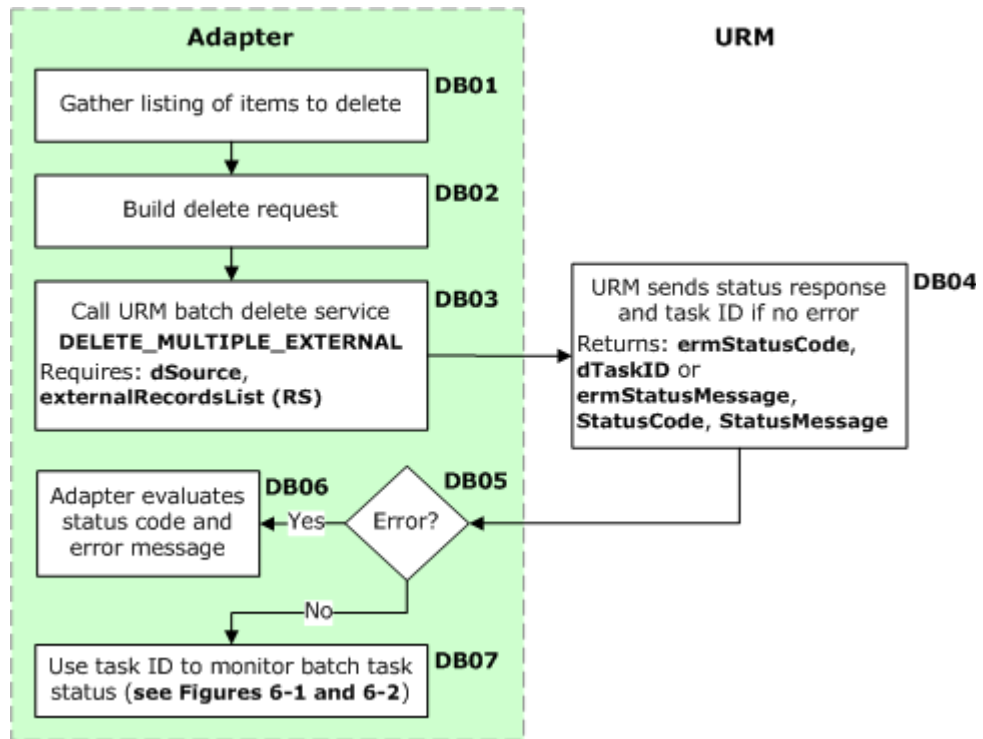 Adapter
URM
Gather listing of items to delete
DB01
Build delete request
DB02
Call URM batch delete service
DELETE_MULTIPLE_EXTERNAL
Requires: dSource,
externalRecordsList (RS)
DB03
URM sends status response
and task ID if no error
Returns: ermStatusCode,
dTaskID or
ermStatusMessage,
StatusCode, StatusMessage
DB04
Error?
DB05
Yes
Adapter evaluates
status code and
error message
DB06
No
Use task ID to monitor batch task
status (see Figures 6-1 and 6-2)
DB07